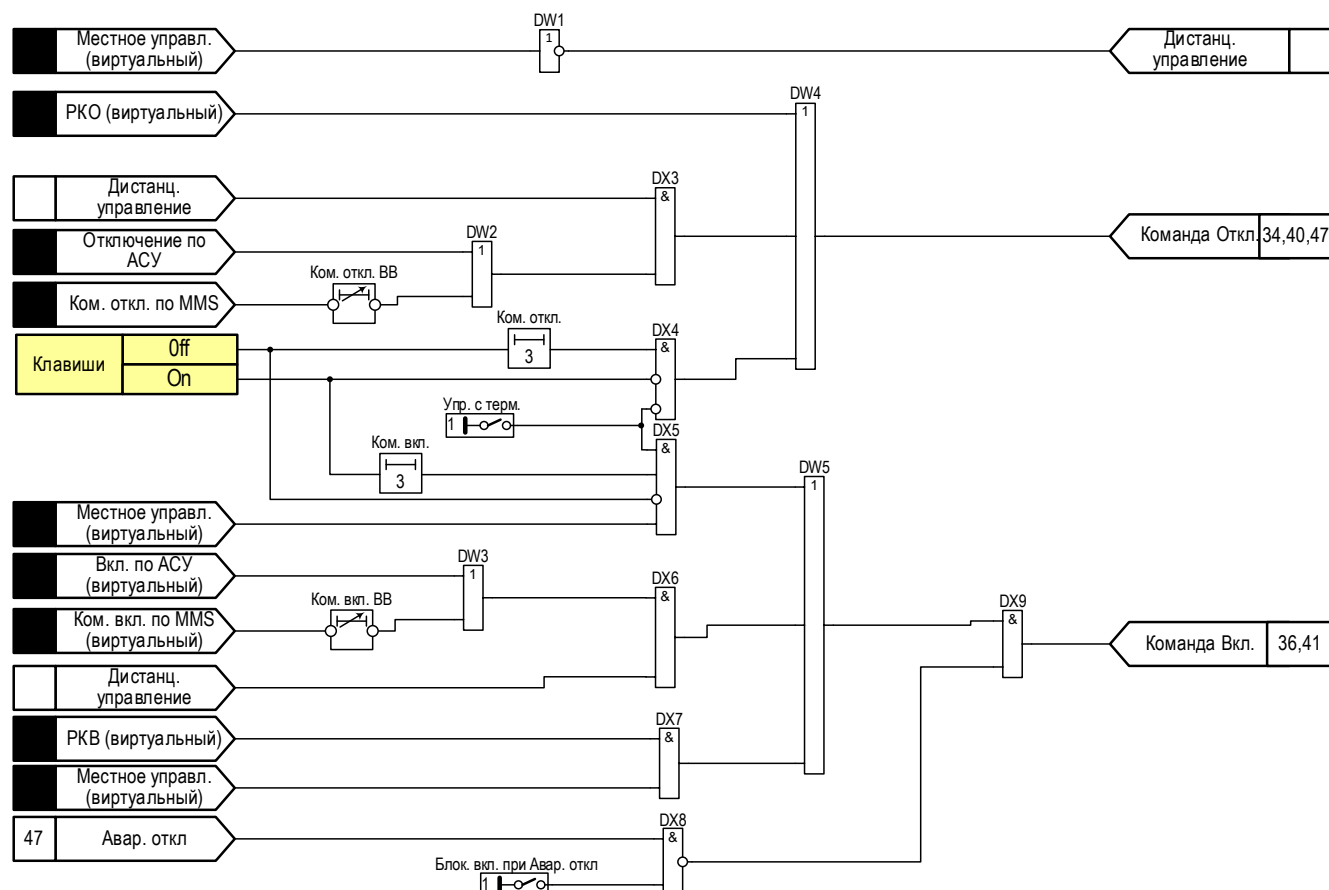 DW1
1
Местное управл.
(виртуальный)
Дистанц.
управление
DW4
1
РКО (виртуальный)
DX3
&
Дистанц.
управление
DW2
1
Отключение по
АСУ
Команда Откл.
34,40,47
Ком. откл. ВВ
Ком. откл. по MMS
Ком. откл.
3
DX4
&
Клавиши
Off
On
Упр. с терм.
1
DX5
&
Ком. вкл.
3
DW5
1
Местное управл.
(виртуальный)
DW3
1
Вкл. по АСУ
(виртуальный)
DX6
&
Ком. вкл. ВВ
Ком. вкл. по MMS
(виртуальный)
DX9
&
Команда Вкл.
36,41
Дистанц.
управление
DX7
&
РКВ (виртуальный)
Местное управл.
(виртуальный)
DX8
&
47
Авар. откл
Блок. вкл. при Авар. откл
1